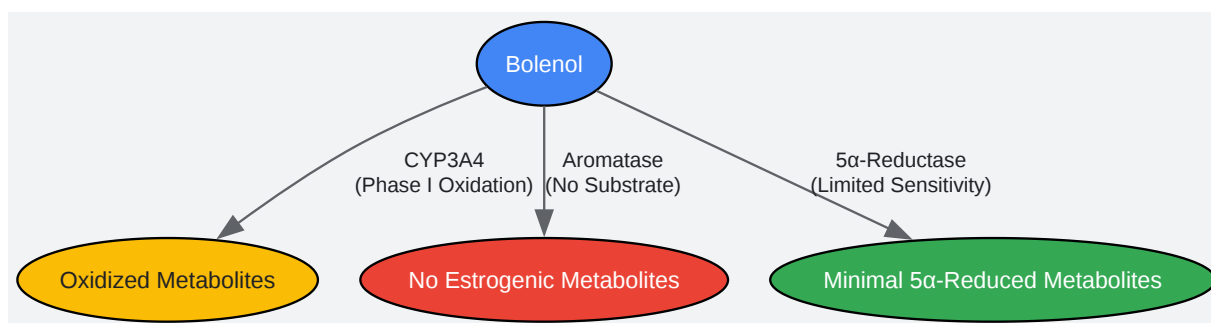 Bolenol
CYP3A4
(Phase I Oxidation)
Aromatase
(No Substrate)
5α-Reductase
(Limited Sensitivity)
Oxidized Metabolites
No Estrogenic Metabolites
Minimal 5α-Reduced Metabolites